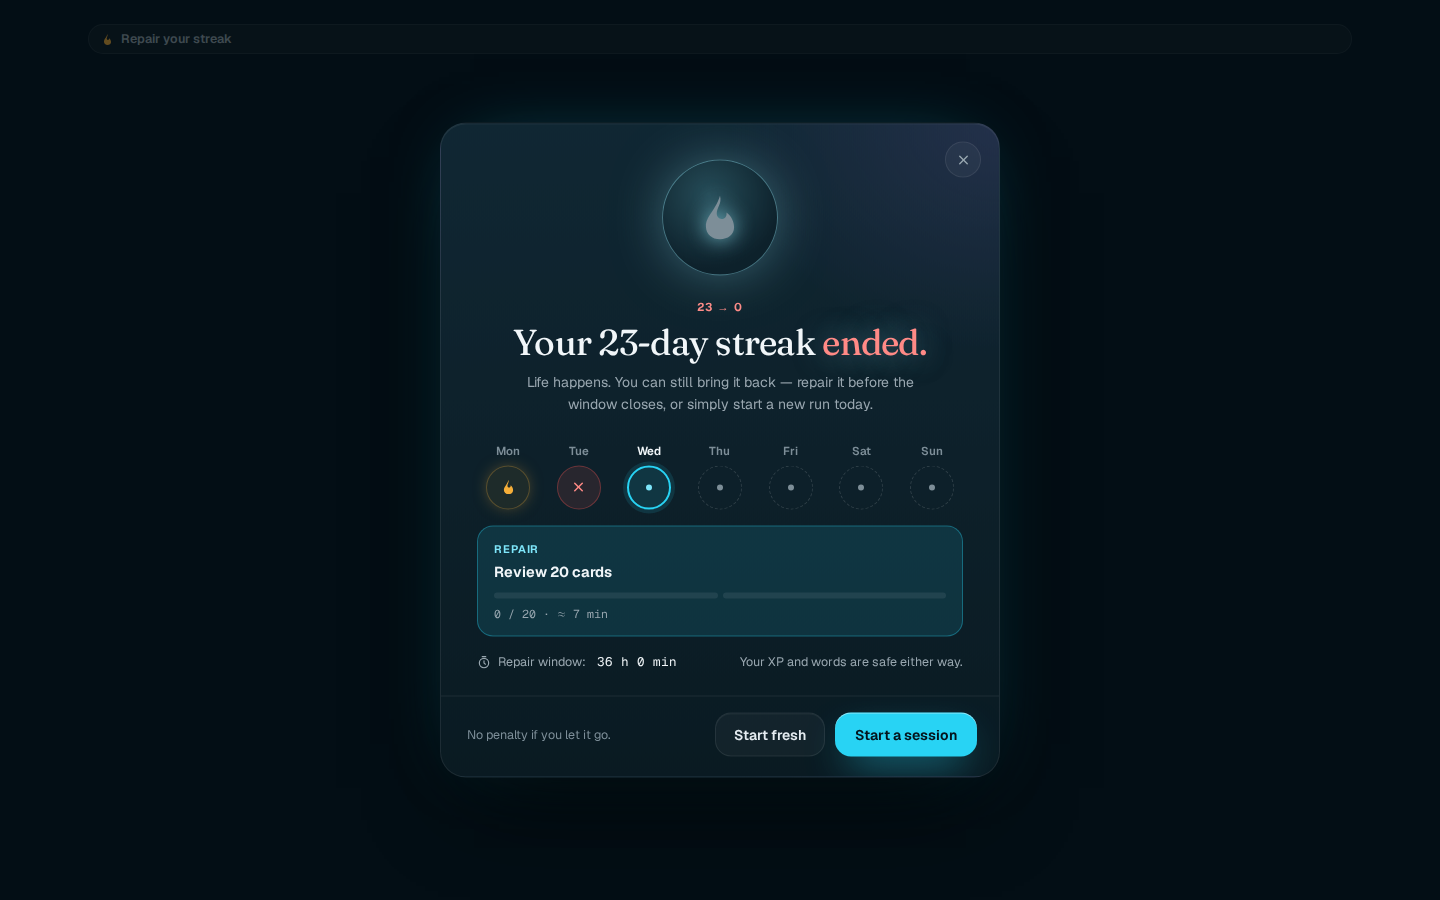 Repair your streak
23 → 0
Your 23-day streak ended.
Life happens. You can still bring it back — repair it before the
window closes, or simply start a new run today.
Mon Tue Wed Thu Fri Sat Sun
REPAIR
Review 20 cards
0 / 20 · ≈ 7 min
Repair window: 36 h 0 min Your XP and words are safe either way.
No penalty if you let it go. Start fresh Start a session